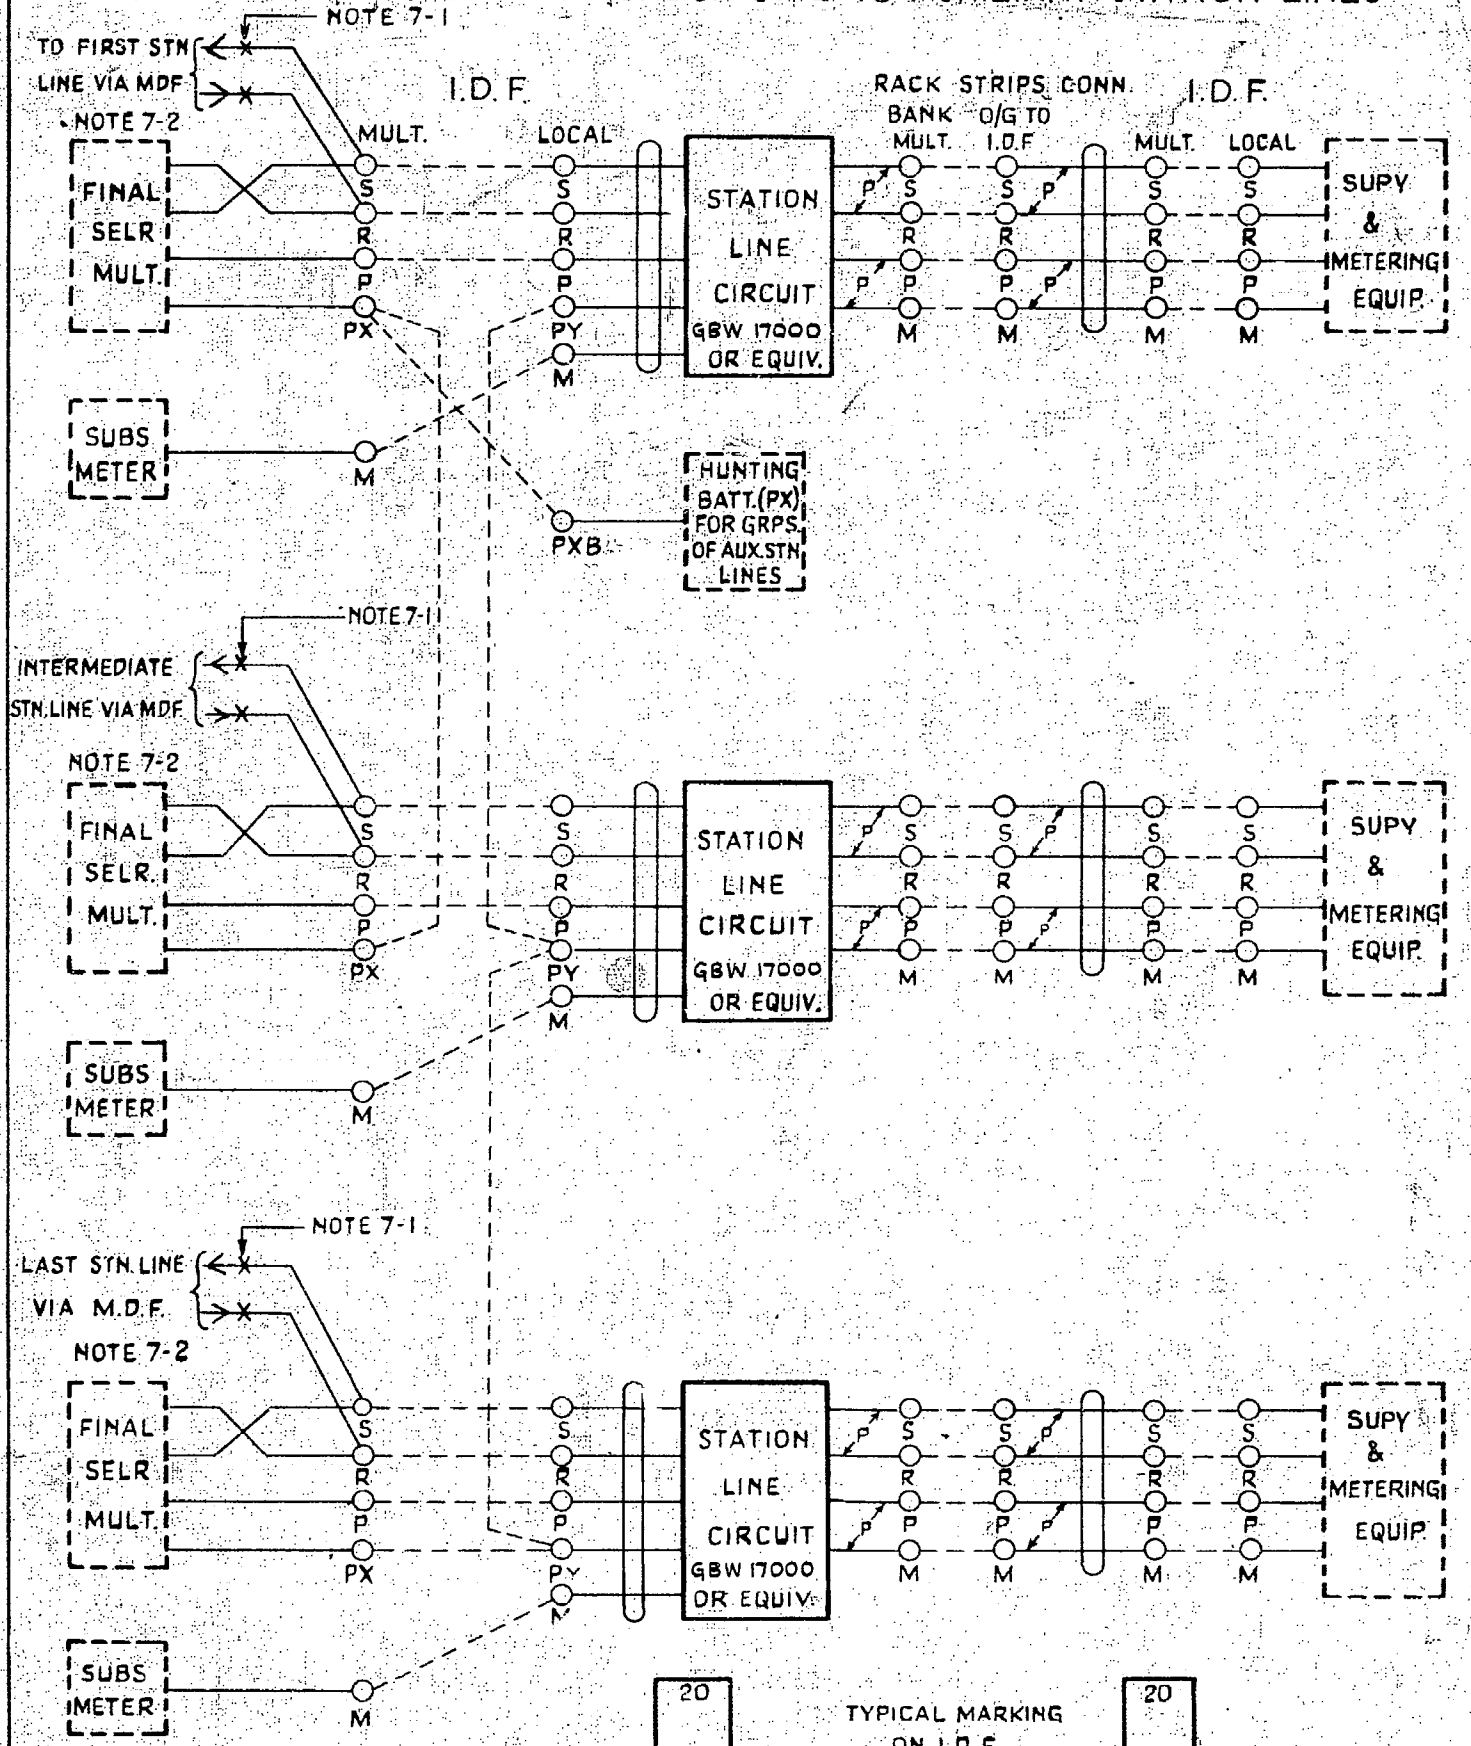 STATION LINES
NOTE 7-1
TO FIRST STN
LINE VIA MDF
I.D.F.
RACK STRIPS CONN.
I.D.F.
NOTE 7-2
BANK O/G TO
MULT. LOCAL MULT. I.D.F MULT. LOCAL
FINAL
SELR
MULT.
S R P PX
S R P PY M
STATION
LINE
CIRCUIT
GBW 17000
OR EQUIV.
P P
S R P M
S R P M
P P
S R P M
S R P M
SUPY
&
METERING
EQUIP.
SUBS
METER
M
PXB
HUNTING
BATT.(PX)
FOR GRPS.
OF AUX.STN
LINES
NOTE 7-1
INTERMEDIATE
STN.LINE VIA MDF
NOTE 7-2
FINAL
SELR.
MULT.
S R P PX
S R P PY M
STATION
LINE
CIRCUIT
GBW 17000
OR EQUIV.
P P
S R P M
S R P M
P P
S R P M
S R P M
SUPY
&
METERING
EQUIP.
SUBS
METER
M
NOTE 7-1
LAST STN.LINE
VIA M.D.F.
NOTE 7-2
FINAL
SELR
MULT.
S R P PX
S R P PY M
STATION
LINE
CIRCUIT
GBW 17000
OR EQUIV.
P P
S R P M
S R P M
P P
S R P M
S R P M
SUPY
&
METERING
EQUIP.
SUBS
METER
M
20
TYPICAL MARKING
ON I.D.F.
20